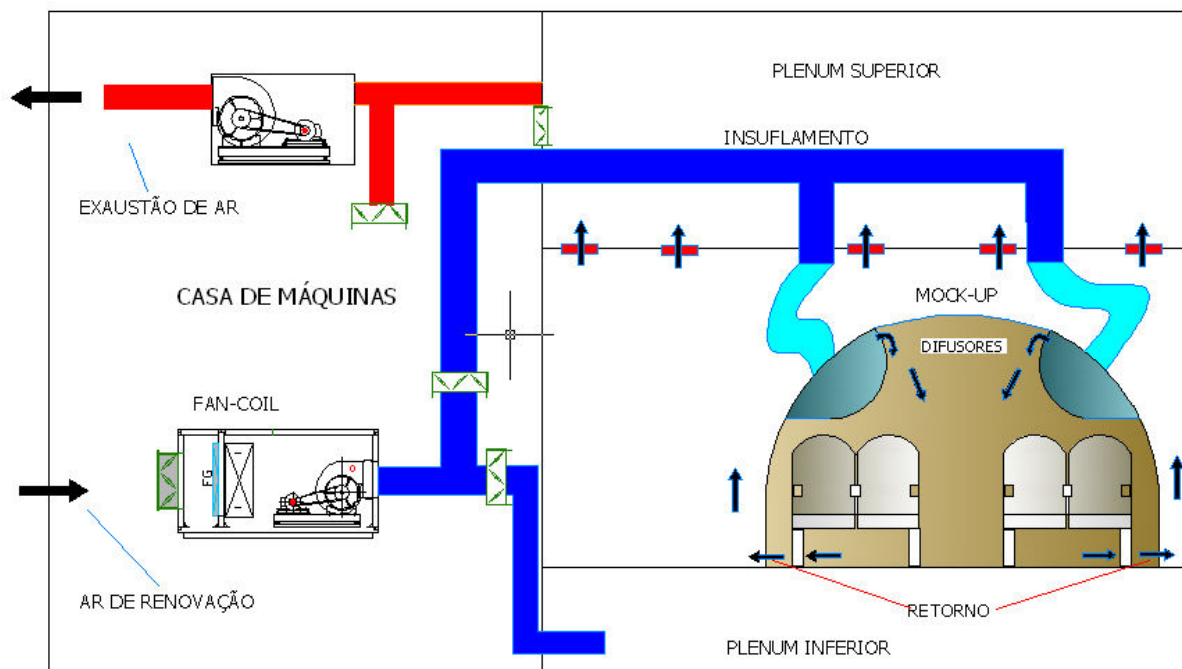 PLENUM SUPERIOR
INSUFLAMENTO
EXAUSTÃO DE AR
CASA DE MÁQUINAS
MOCK-UP
DIFUSORES
FAN-COIL
FG
AR DE RENOVAÇÃO
RETORNO
PLENUM INFERIOR